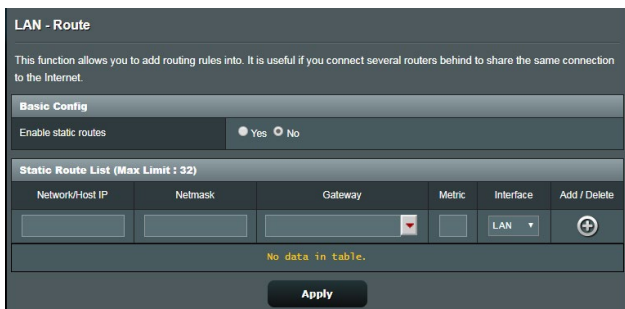 LAN - Route
This function allows you to add routing rules into. It is useful if you connect several routers behind to share the same connection
to the Internet.
Basic Config
Enable static routes Yes No
Static Route List (Max Limit : 32)
Network/Host IP Netmask Gateway Metric Interface Add / Delete
LAN
No data in table.
Apply